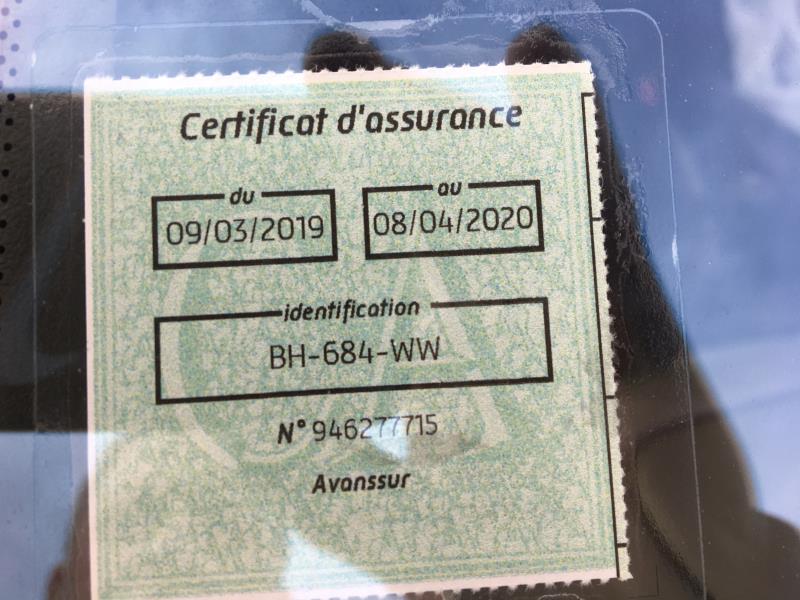 Certificat d'assurance
du au
09/03/2019 08/04/2020
identification
BH-684-WW
N° 946277715
Avanssur